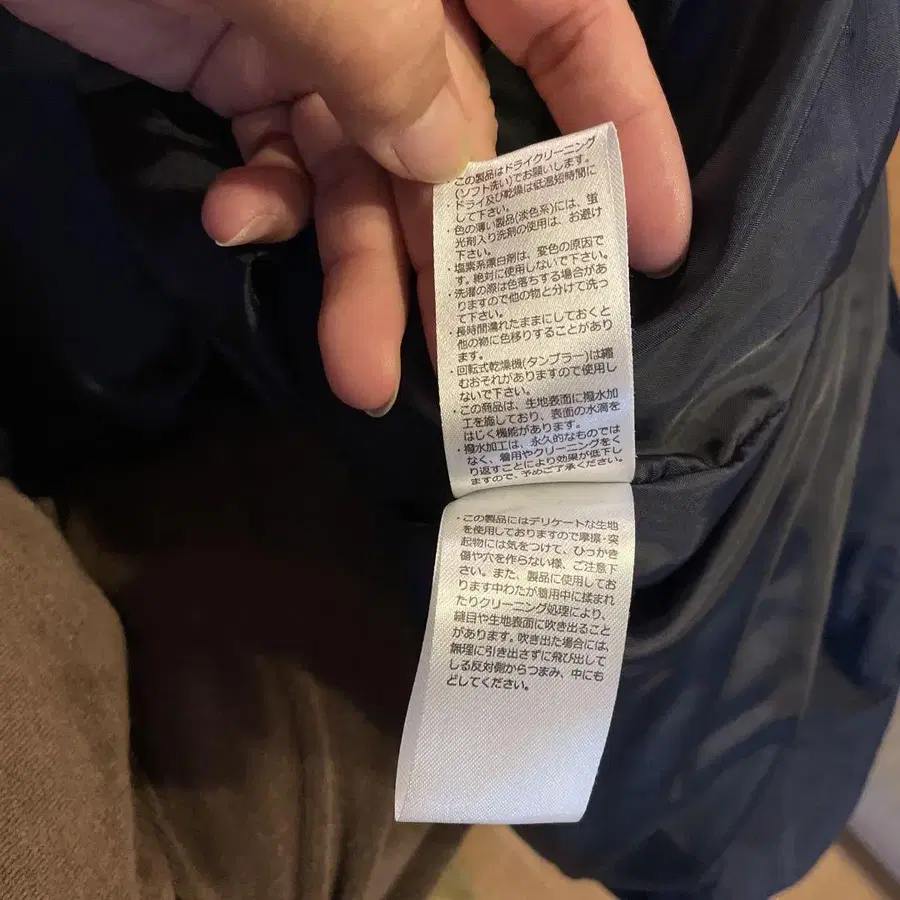 この製品はドライクリーニング
(ソフト洗い)でお願いします。
・ドライ及び乾燥は低温短時間に
して下さい。
・色の薄い製品(淡色系)には、蛍
光剤入り洗剤の使用は、お避け
下さい。
・塩素系漂白剤は、変色の原因で
す。絶対に使用しないで下さい。
・洗濯の際は色落ちする場合があ
りますので他の物と分けて洗っ
て下さい。
・長時間濡れたままにしておくと
他の物に色移りすることがあり
ます。
・回転式乾燥機(タンブラー)は縮
むおそれがありますので使用し
ないで下さい。
・この商品は、生地表面に撥水加
工を施しており、表面の水滴を
はじく機能があります。
・撥水加工は、永久的なものでは
なく、着用やクリーニングをく
り返すことにより効果が低下し
ますので、予めご了承ください。
・この製品にはデリケートな生地
を使用しておりますので摩擦・突
起物には気をつけて、ひっかき
傷や穴を作らない様、ご注意下
さい。また、製品に使用してお
ります中わたが着用中に揉まれ
たりクリーニング処理により、
縫目や生地表面に吹き出ること
があります。吹き出た場合には、
無理に引き出さずに飛び出して
しる反対側からつまみ、中にも
どしてください。